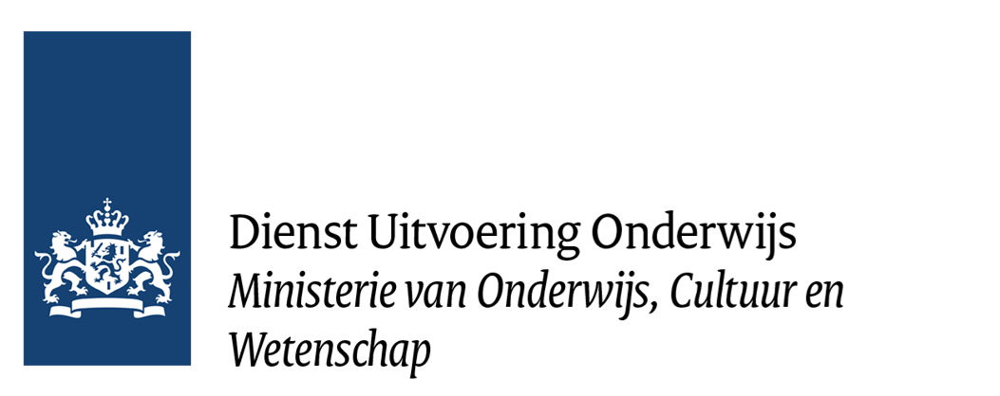 Dienst Uitvoering Onderwijs
Ministerie van Onderwijs, Cultuur en
Wetenschap